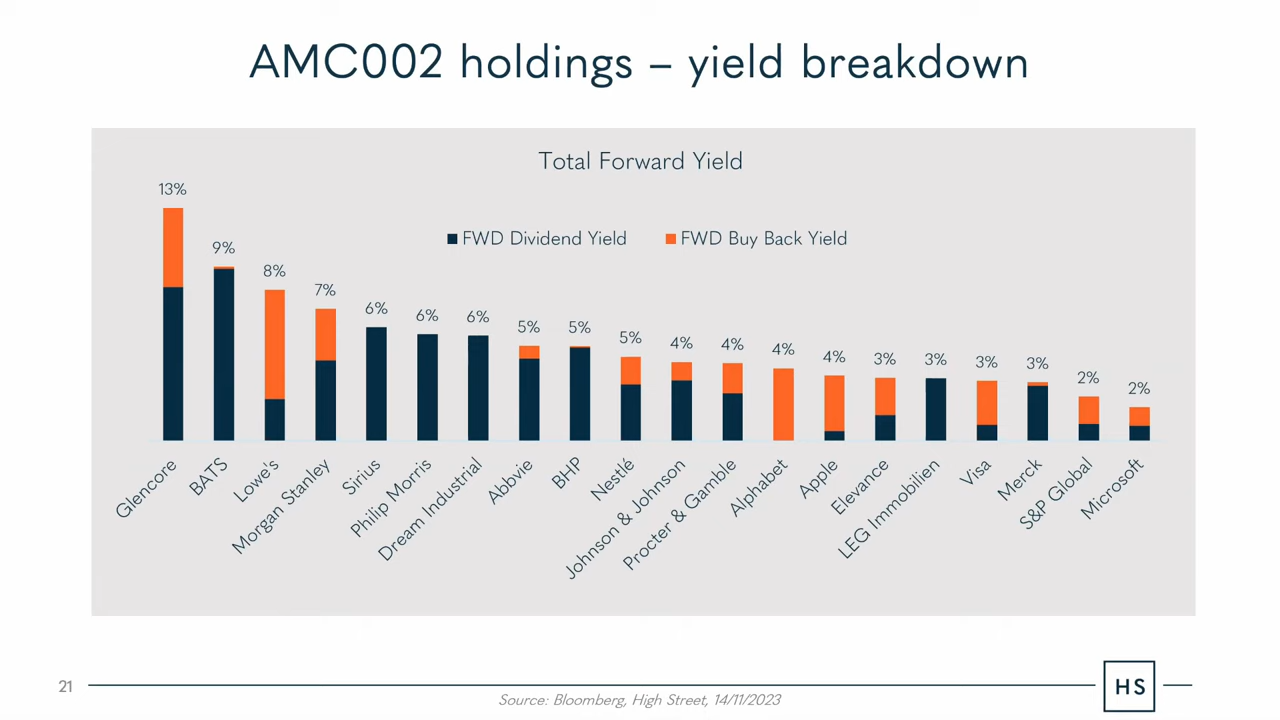 AMC002 holdings – yield breakdown
Total Forward Yield
FWD Dividend Yield
FWD Buy Back Yield
13%
9%
8%
7%
6%
6%
6%
5%
5%
5%
4%
4%
4%
4%
3%
3%
3%
3%
2%
2%
Glencore
BATS
Lowe's
Morgan Stanley
Sirius
Philip Morris
Dream Industrial
Abbvie
BHP
Nestlé
Johnson & Johnson
Procter & Gamble
Alphabet
Apple
Elevance
LEG Immobilien
Visa
Merck
S&P Global
Microsoft
21
Source: Bloomberg, High Street, 14/11/2023
HS